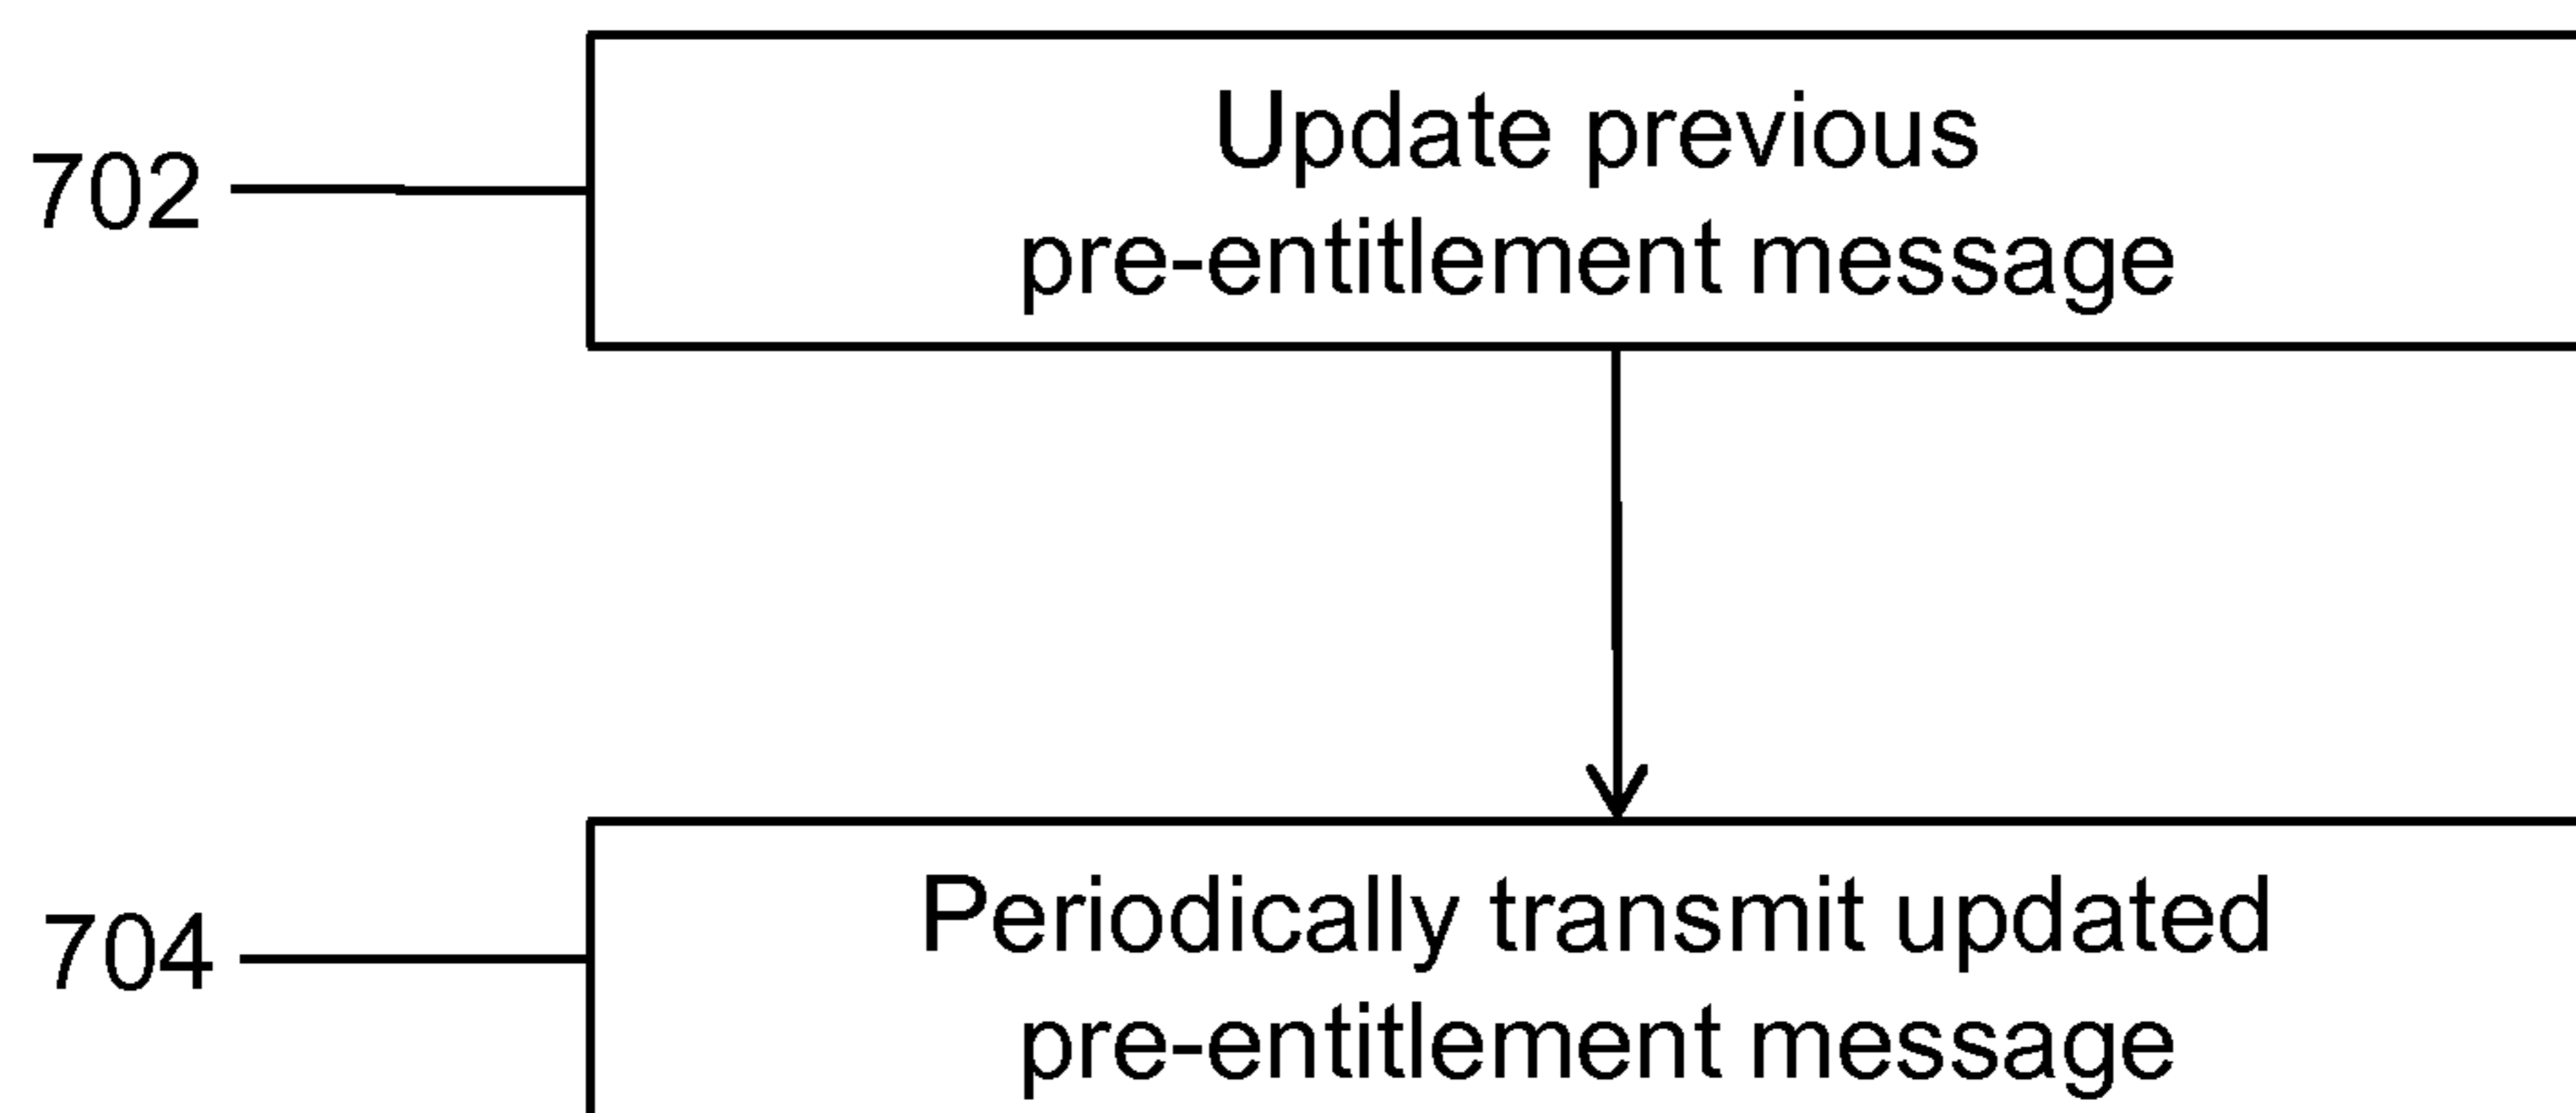 702
Update previous
pre-entitlement message
704
Periodically transmit updated
pre-entitlement message